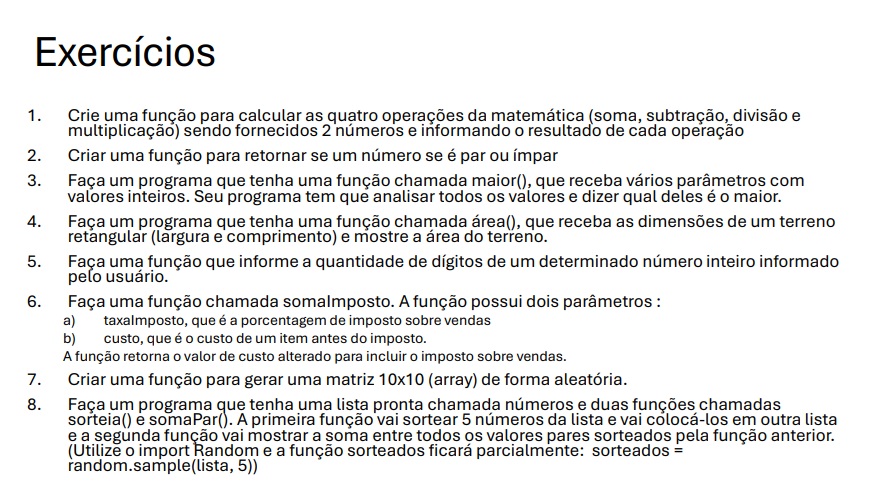 Exercícios
1. Crie uma função para calcular as quatro operações da matemática (soma, subtração, divisão e
multiplicação) sendo fornecidos 2 números e informando o resultado de cada operação
2. Criar uma função para retornar se um número se é par ou ímpar
3. Faça um programa que tenha uma função chamada maior(), que receba vários parâmetros com
valores inteiros. Seu programa tem que analisar todos os valores e dizer qual deles é o maior.
4. Faça um programa que tenha uma função chamada área(), que receba as dimensões de um terreno
retangular (largura e comprimento) e mostre a área do terreno.
5. Faça uma função que informe a quantidade de dígitos de um determinado número inteiro informado
pelo usuário.
6. Faça uma função chamada somaImposto. A função possui dois parâmetros :
a) taxaImposto, que é a porcentagem de imposto sobre vendas
b) custo, que é o custo de um item antes do imposto.
A função retorna o valor de custo alterado para incluir o imposto sobre vendas.
7. Criar uma função para gerar uma matriz 10x10 (array) de forma aleatória.
8. Faça um programa que tenha uma lista pronta chamada números e duas funções chamadas
sorteia() e somaPar(). A primeira função vai sortear 5 números da lista e vai colocá-los em outra lista
e a segunda função vai mostrar a soma entre todos os valores pares sorteados pela função anterior.
(Utilize o import Random e a função sorteados ficará parcialmente: sorteados =
random.sample(lista, 5))